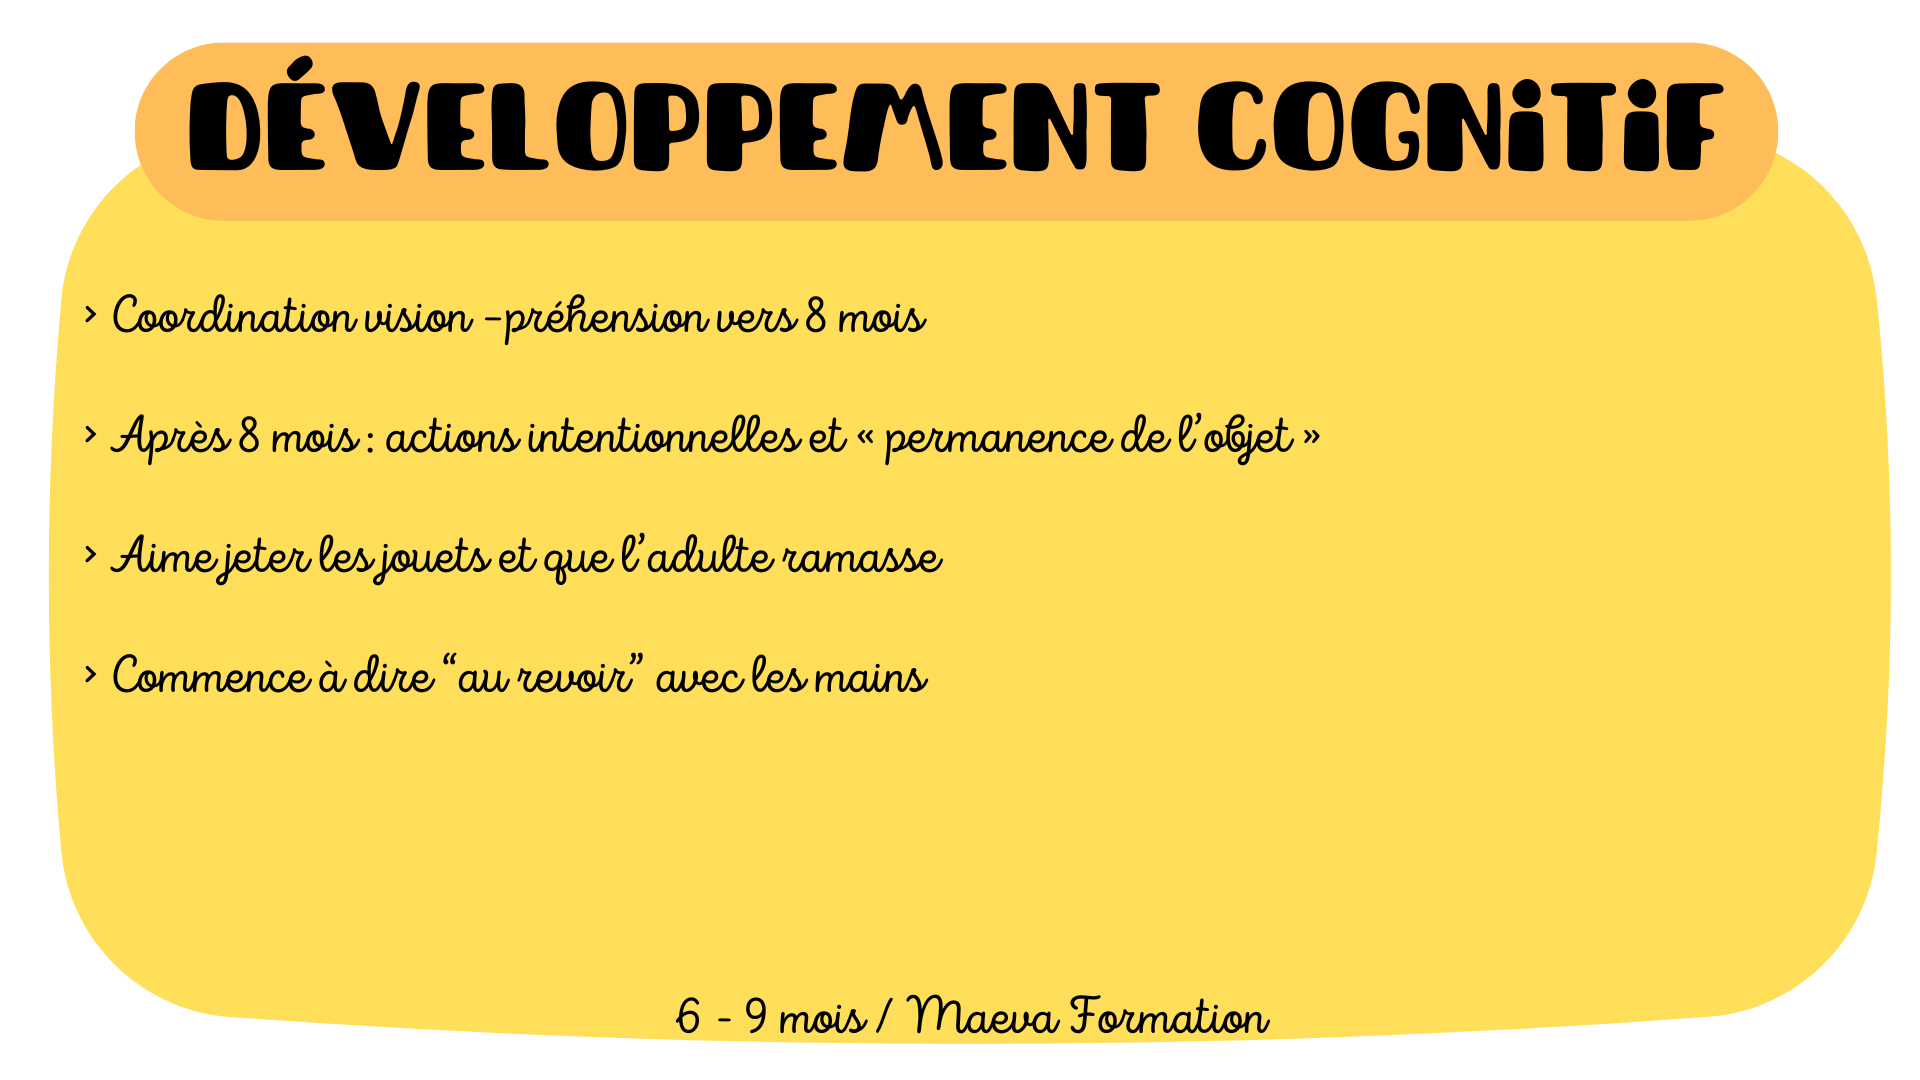 DÉVELOPPEMENT COGNiTiF
> Coordination vision -préhension vers 8 mois
> Après 8 mois : actions intentionnelles et « permanence de l'objet »
> Aime jeter les jouets et que l'adulte ramasse
> Commence à dire “au revoir” avec les mains
6 - 9 mois / Maeva Formation